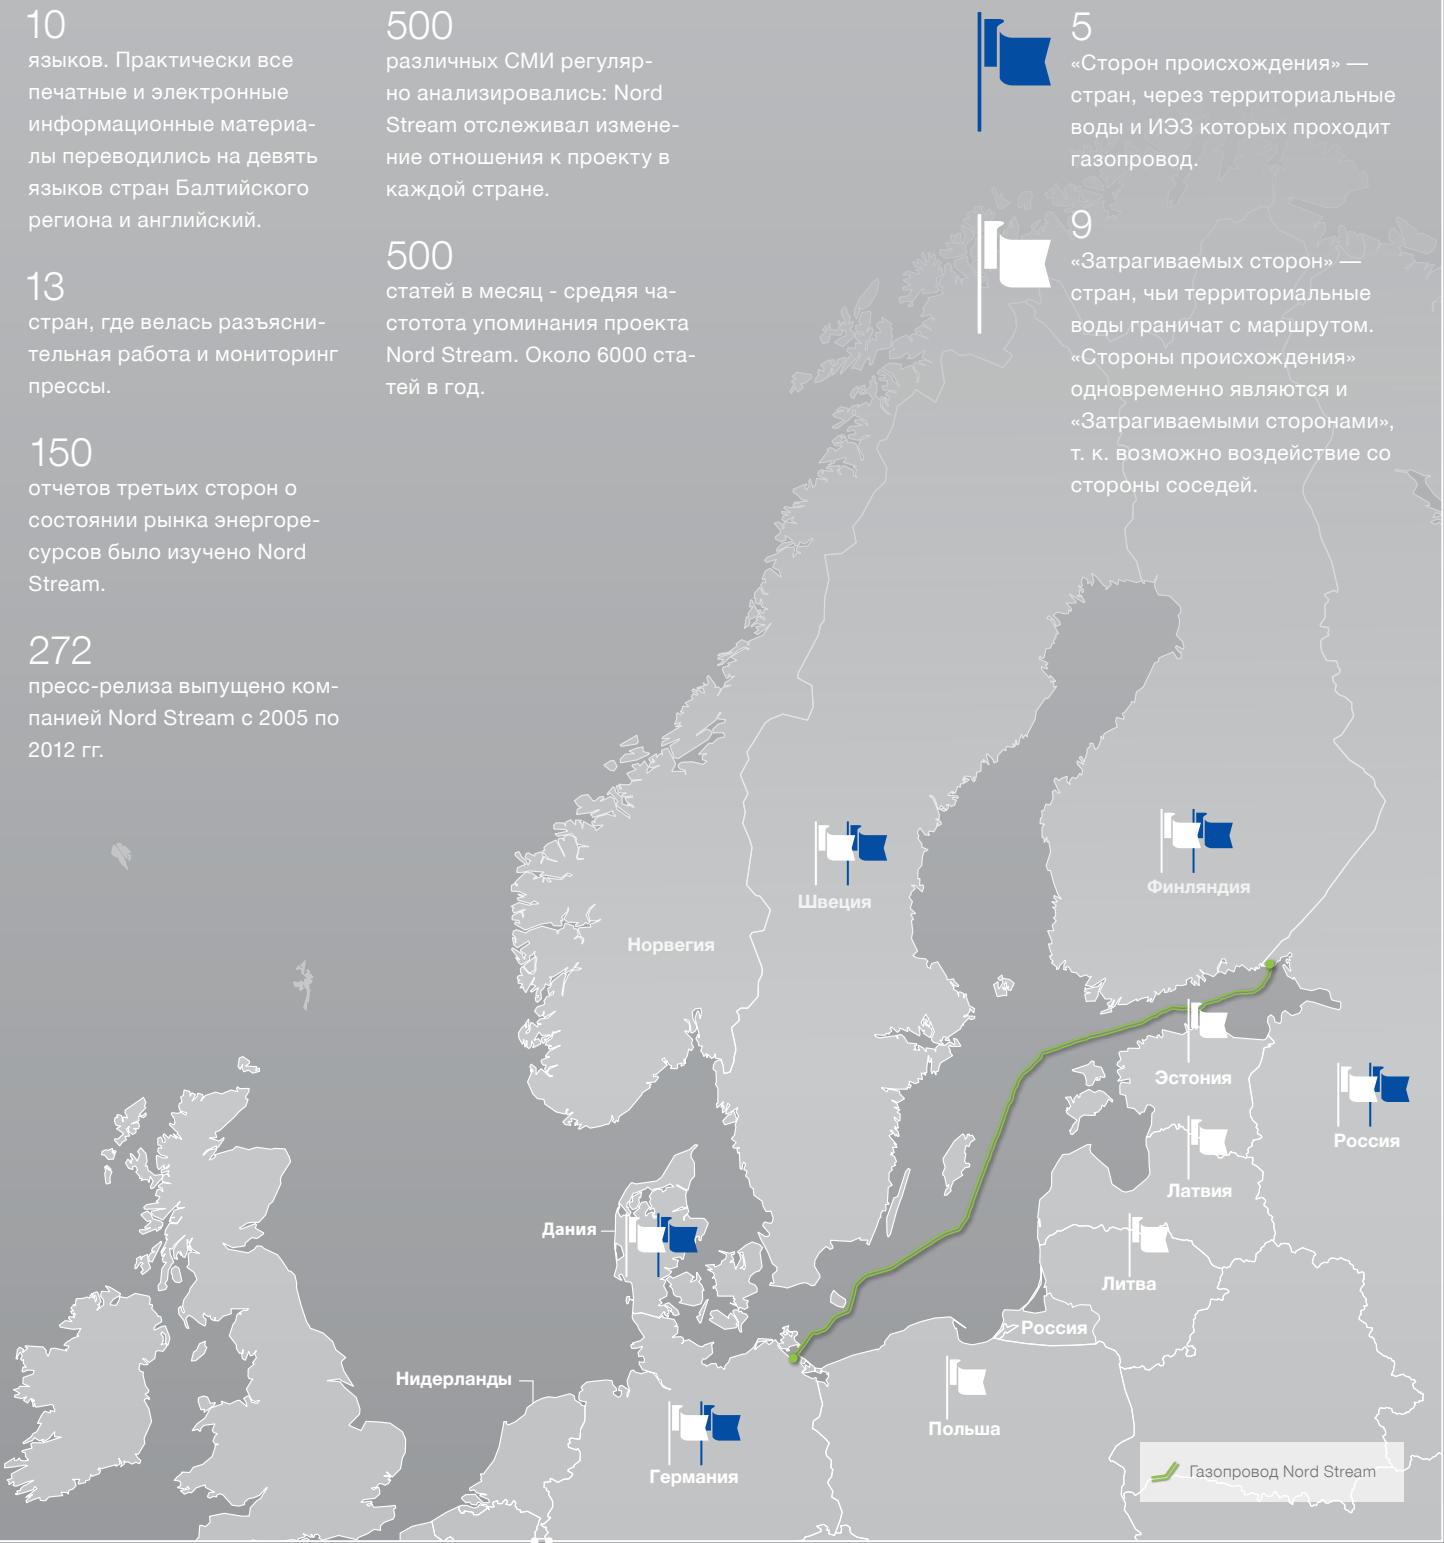 10
языков. Практически все
печатные и электронные
информационные материа-
лы переводились на девять
языков стран Балтийского
региона и английский.
13
стран, где велась разъясни-
тельная работа и мониторинг
прессы.
150
отчетов третьих сторон о
состоянии рынка энергоре-
сурсов было изучено Nord
Stream.
272
пресс-релиза выпущено ком-
панией Nord Stream с 2005 по
2012 гг.
500
различных СМИ регуляр-
но анализировались: Nord
Stream отслеживал измене-
ние отношения к проекту в
каждой стране.
500
статей в месяц - средяя ча-
стотота упоминания проекта
Nord Stream. Около 6000 ста-
тей в год.
5
«Сторон происхождения» —
стран, через территориальные
воды и ИЭЗ которых проходит
газопровод.
9
«Затрагиваемых сторон» —
стран, чьи территориальные
воды граничат с маршрутом.
«Стороны происхождения»
одновременно являются и
«Затрагиваемыми сторонами»,
т. к. возможно воздействие со
стороны соседей.
Финляндия
Швеция
Норвегия
Эстония
Россия
Латвия
Дания
Литва
Россия
Нидерланды
Польша
Германия
Газопровод Nord Stream